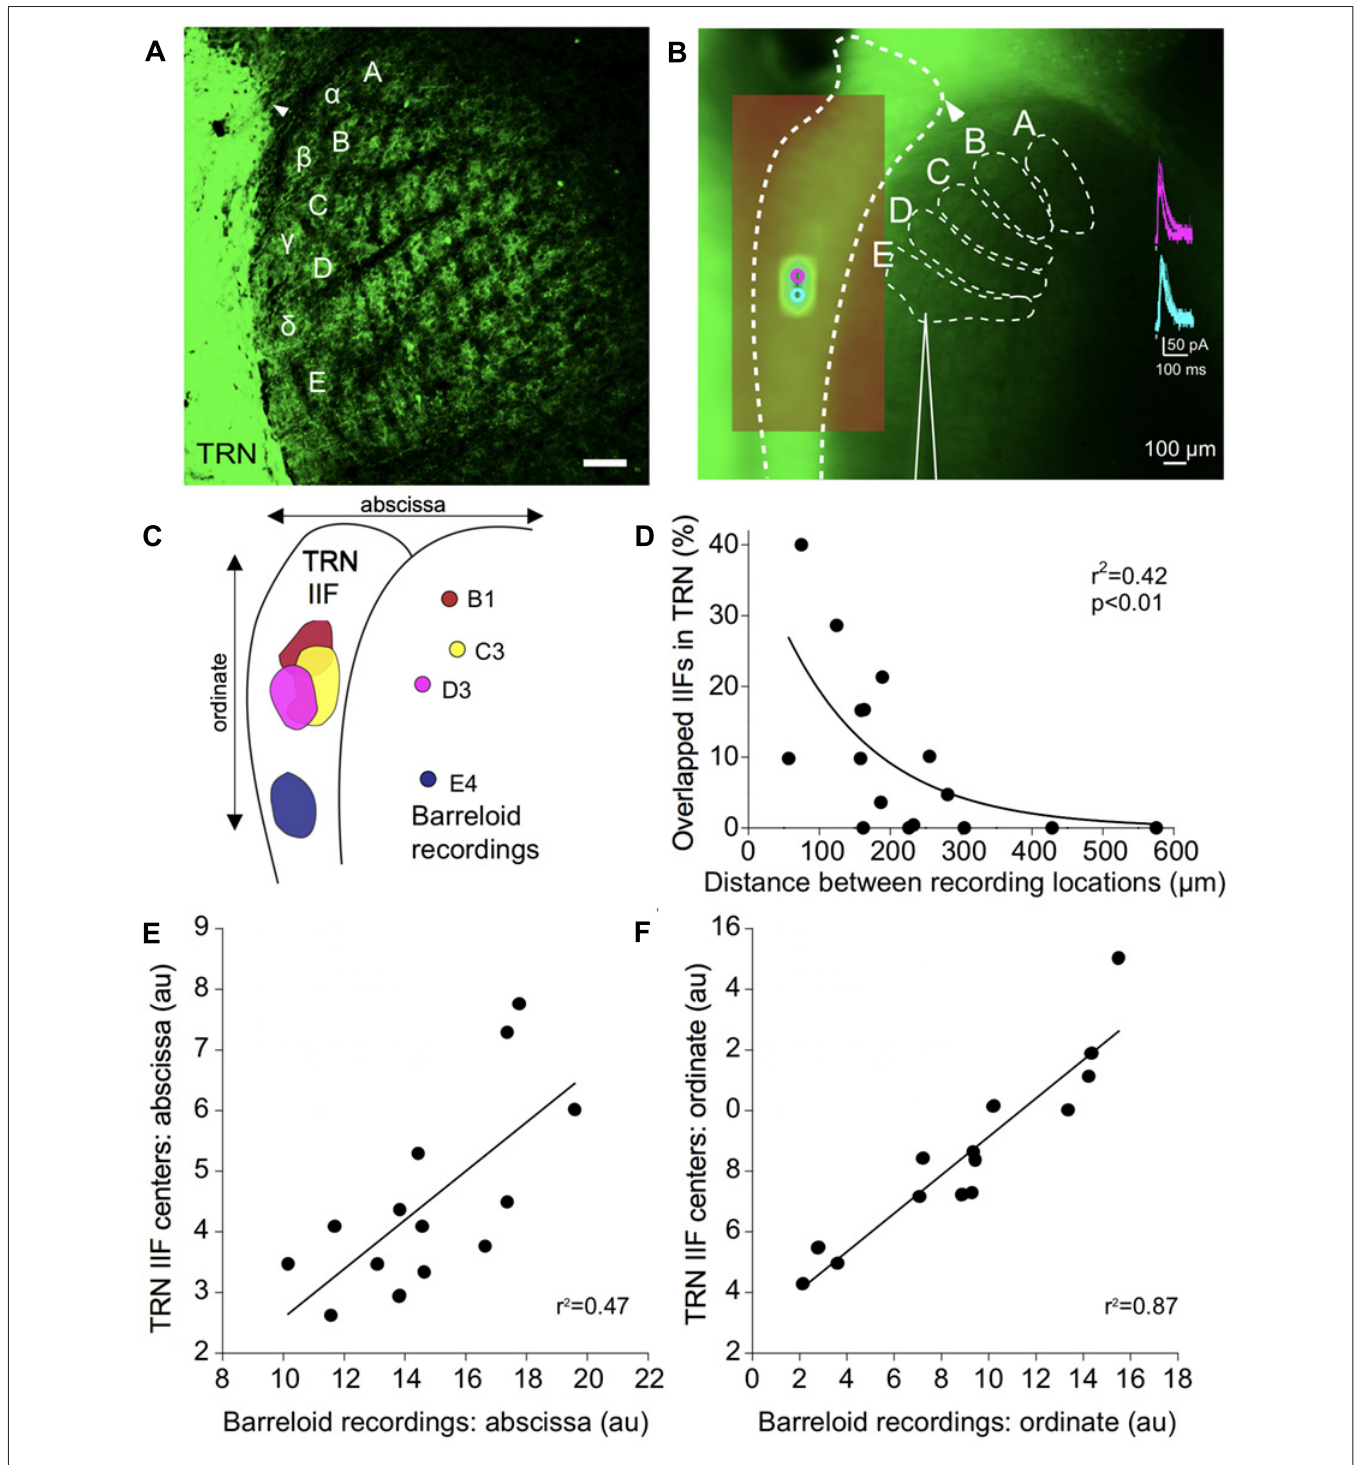 A
A
α
B
β
C
γ
D
δ
E
TRN
B
A
B
C
D
E
50 pA
100 ms
100 µm
C
abscissa
ordinate
TRN
IIF
B1
C3
D3
E4
Barreloid
recordings
D
Overlapped IIFs in TRN (%)
40
30
20
10
0
r²=0.42
p<0.01
0 100 200 300 400 500 600
Distance between recording locations (µm)
E
TRN IIF centers: abscissa (au)
9
8
7
6
5
4
3
2
r²=0.47
8 10 12 14 16 18 20 22
Barreloid recordings: abscissa (au)
F
TRN IIF centers: ordinate (au)
16
4
2
0
8
6
4
2
r²=0.87
0 2 4 6 8 10 12 14 16 18
Barreloid recordings: ordinate (au)